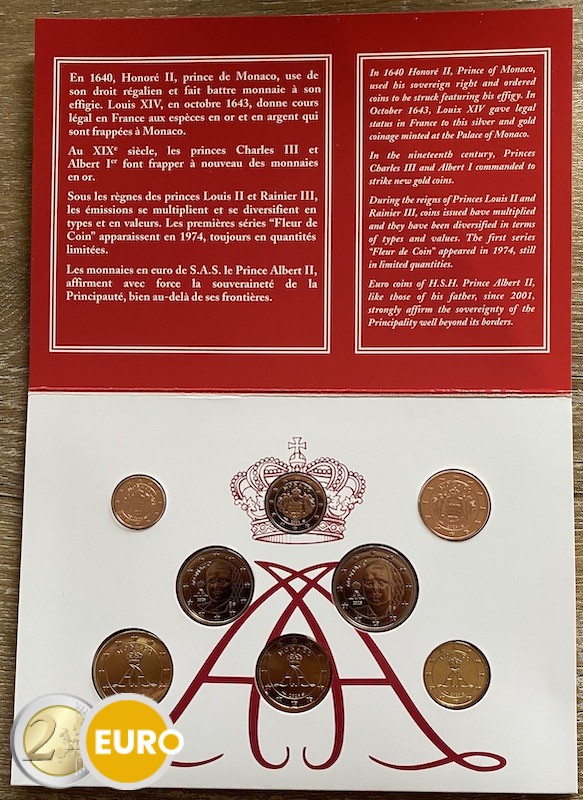 En 1640, Honoré II, prince de Monaco, use de
son droit régalien et fait battre monnaie à son
effigie. Louis XIV, en octobre 1643, donne cours
légal en France aux espèces en or et en argent qui
sont frappées à Monaco.
Au XIXe siècle, les princes Charles III et
Albert Ier font frapper à nouveau des monnaies
en or.
Sous les règnes des princes Louis II et Rainier III,
les émissions se multiplient et se diversifient en
types et en valeurs. Les premières séries "Fleur de
Coin" apparaissent en 1974, toujours en quantités
limitées.
Les monnaies en euro de S.A.S. le Prince Albert II,
affirment avec force la souveraineté de la
Principauté, bien au-delà de ses frontières.
In 1640 Honoré II, Prince of Monaco,
used his sovereign right and ordered
coins to be struck featuring his effigy. In
October 1643, Louix XIV gave legal
status in France to this silver and gold
coinage minted at the Palace of Monaco.
In the nineteenth century, Princes
Charles III and Albert I commanded to
strike new gold coins.
During the reigns of Princes Louis II and
Rainier III, coins issued have multiplied
and they have been diversified in terms
of types and values. The first series
"Fleur de Coin" appeared in 1974, still
in limited quantities.
Euro coins of H.S.H. Prince Albert II,
like those of his father, since 2001,
strongly affirm the sovereignty of the
Principality well beyond its borders.
MONACO
MONACO
2 EURO